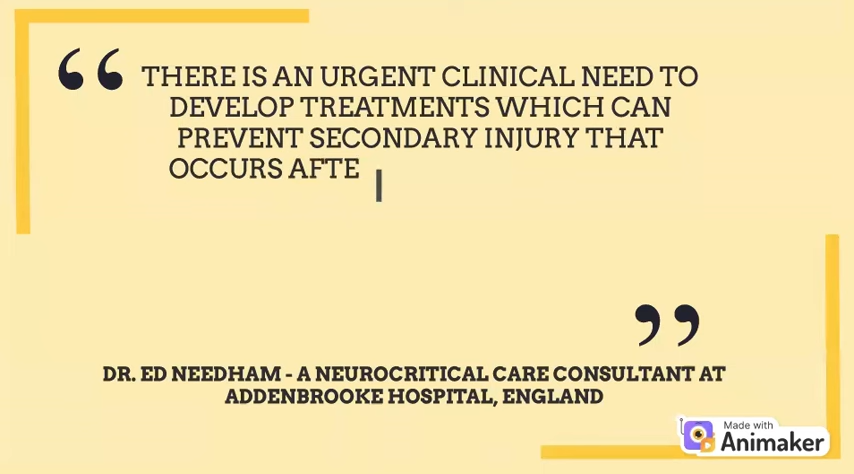 “ THERE IS AN URGENT CLINICAL NEED TO
DEVELOP TREATMENTS WHICH CAN
PREVENT SECONDARY INJURY THAT
OCCURS AFTE
”
DR. ED NEEDHAM - A NEUROCRITICAL CARE CONSULTANT AT
ADDENBROOKE HOSPITAL, ENGLAND
Made with
Animaker